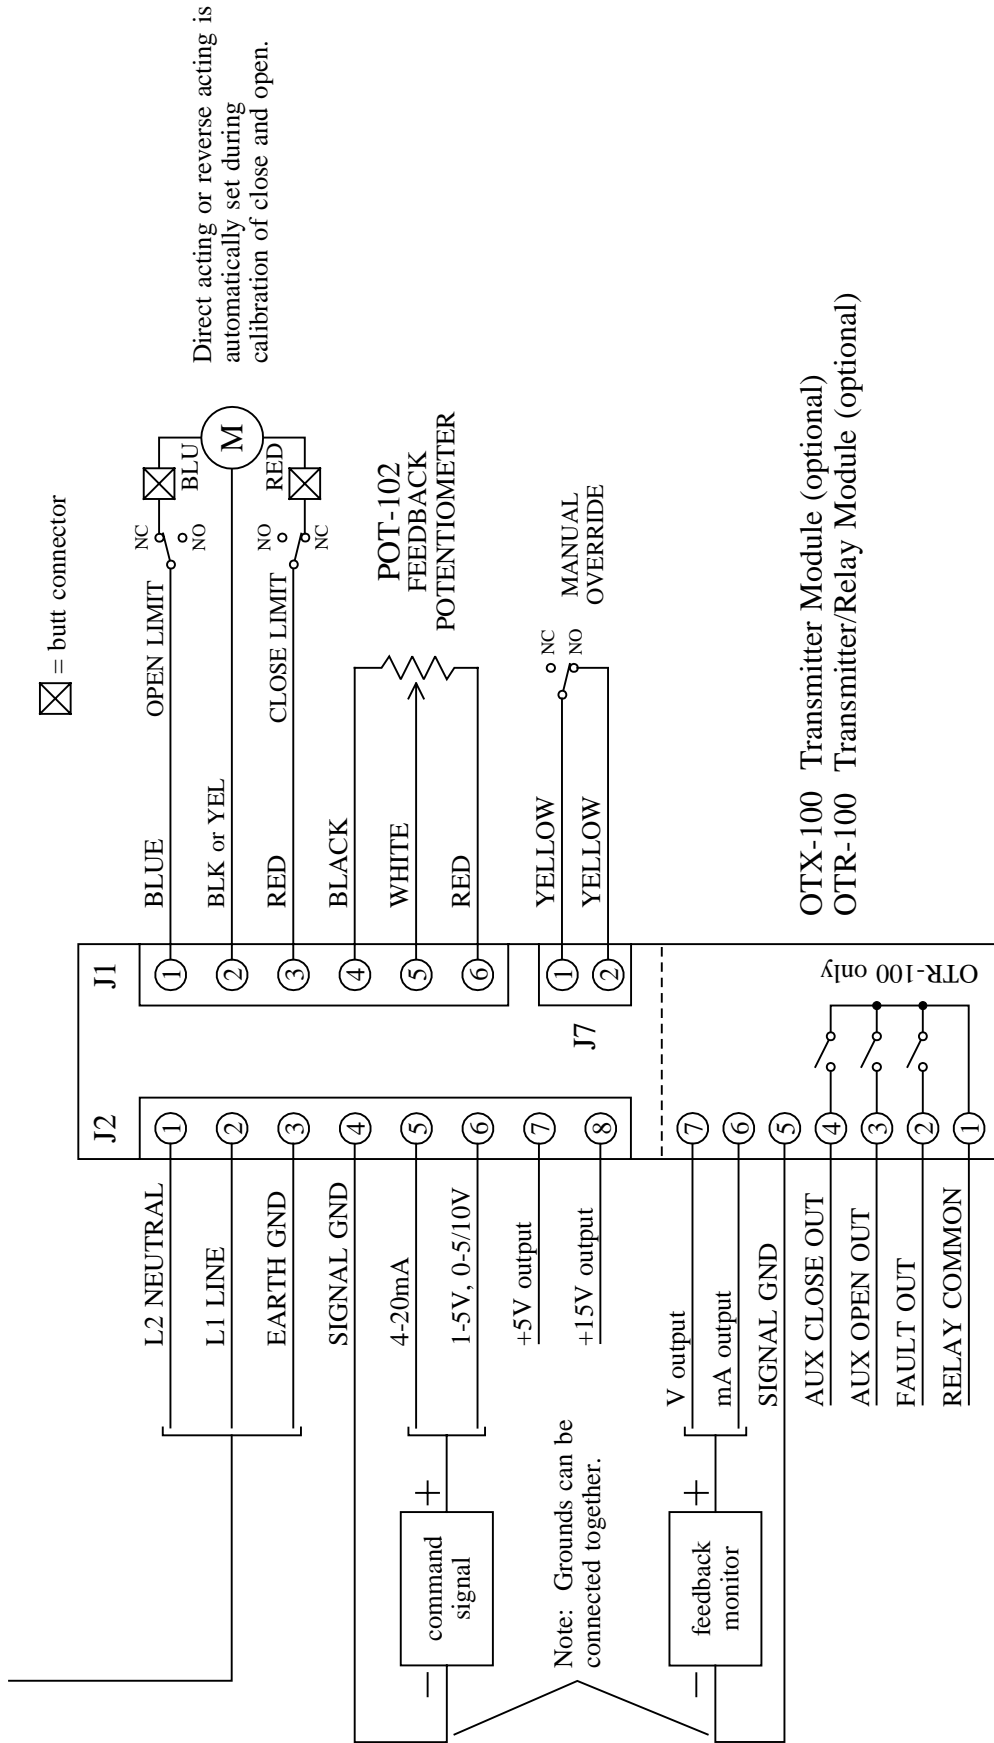 = butt connector
Direct acting or reverse acting is
automatically set during
calibration of close and open.
J2
J1
L2 NEUTRAL
1
1
BLUE
OPEN LIMIT
NC
NO
BLU
L1 LINE
2
2
BLK or YEL
M
EARTH GND
3
3
RED
CLOSE LIMIT
NO
NC
RED
SIGNAL GND
4
4
BLACK
4-20mA
5
5
WHITE
POT-102
FEEDBACK
POTENTIOMETER
1-5V, 0-5/10V
6
6
RED
+5V output
7
+15V output
8
J7
1
YELLOW
NC
NO
MANUAL
OVERRIDE
2
YELLOW
command
signal
+
−
Note: Grounds can be
connected together.
feedback
monitor
+
−
V output
7
mA output
6
SIGNAL GND
5
AUX CLOSE OUT
4
AUX OPEN OUT
3
FAULT OUT
2
RELAY COMMON
1
OTR-100 only
OTX-100 Transmitter Module (optional)
OTR-100 Transmitter/Relay Module (optional)